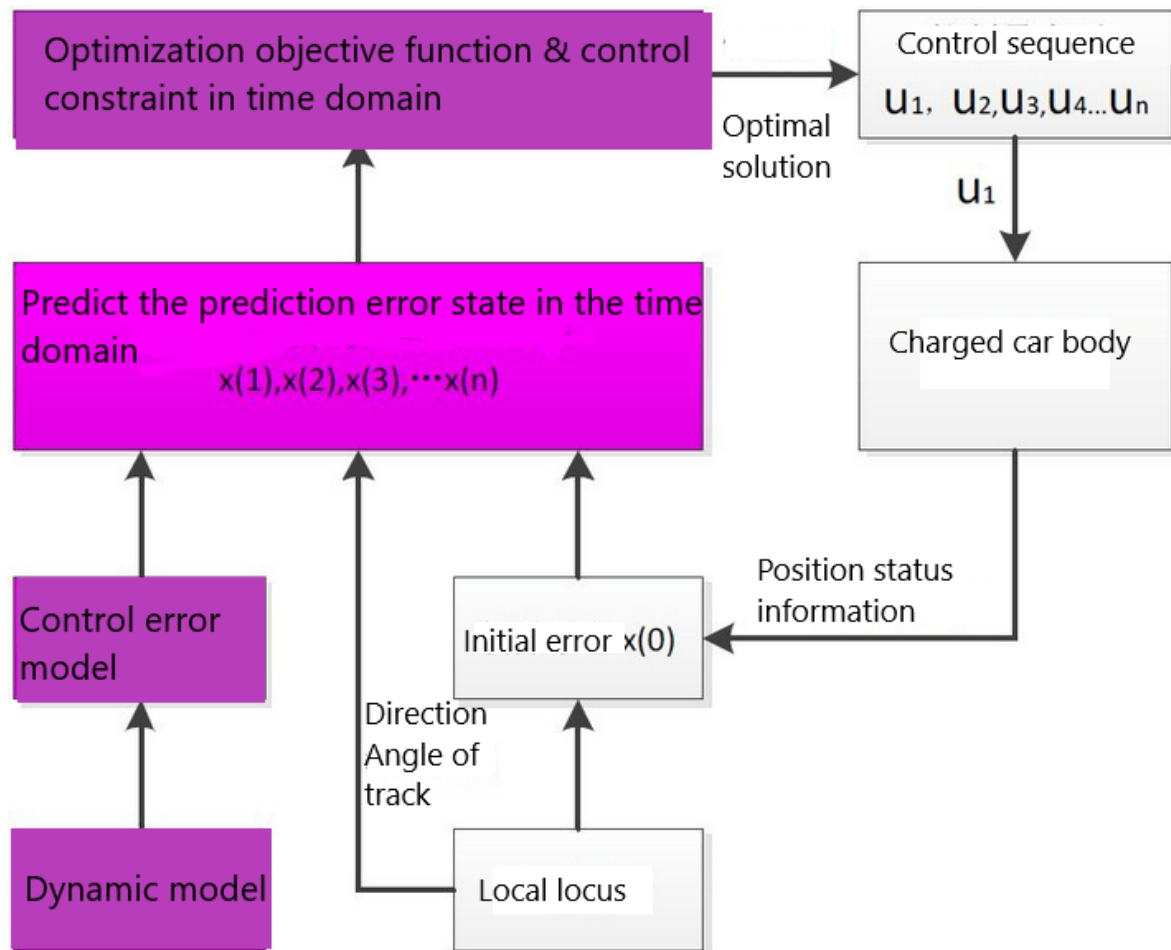 Optimization objective function & control
constraint in time domain
Control sequence
u1, u2,u3,u4...un
Optimal
solution
u1
Predict the prediction error state in the time
domain
x(1),x(2),x(3),⋯x(n)
Charged car body
Control error
model
Initial error x(0)
Position status
information
Direction
Angle of
track
Dynamic model
Local locus